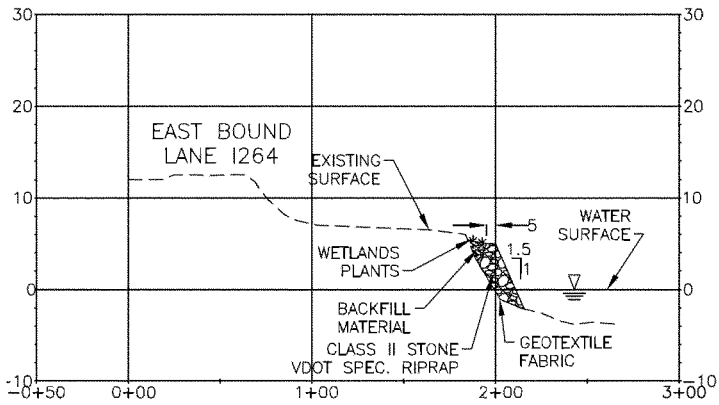 30
30
20
20
EAST BOUND
LANE I264
EXISTING
SURFACE
10
10
5
WATER
SURFACE
WETLANDS
PLANTS
1.5
1
0
0
BACKFILL
MATERIAL
CLASS II STONE
VDOT SPEC. RIPRAP
GEOTEXTILE
FABRIC
-10
-10
-0+50
0+00
1+00
2+00
3+00